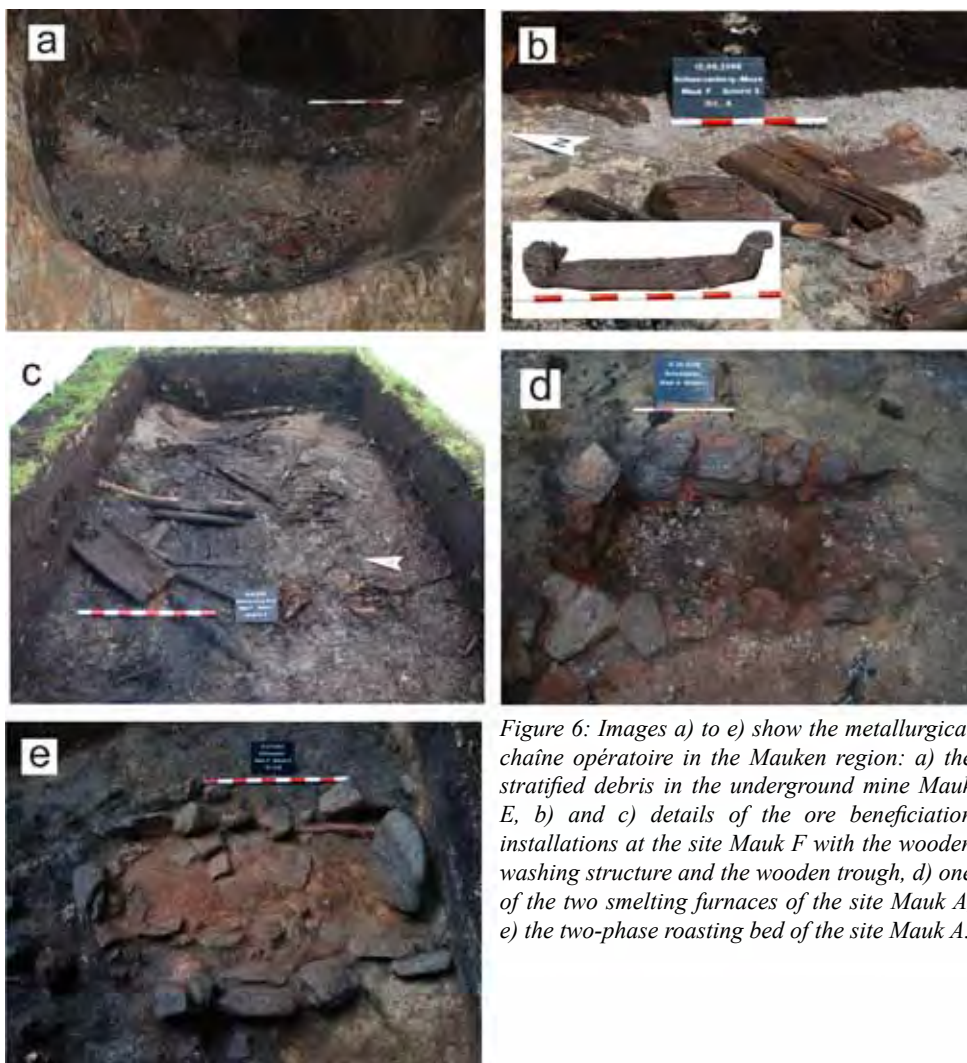 a
b
c
d
e
Figure 6: Images a) to e) show the metallurgica
chaîne opératoire in the Mauken region: a) the
stratified debris in the underground mine Mauk
E, b) and c) details of the ore beneficiation
installations at the site Mauk F with the wooden
washing structure and the wooden trough, d) one
of the two smelting furnaces of the site Mauk A
e) the two-phase roasting bed of the site Mauk A.